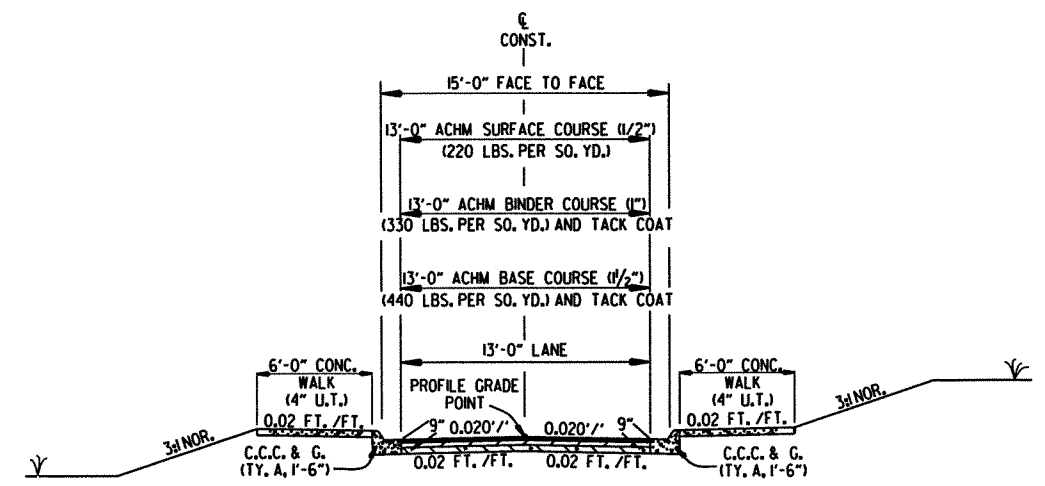 ℄
CONST.
15'-0" FACE TO FACE
13'-0" ACHM SURFACE COURSE (1/2")
(220 LBS. PER SQ. YD.)
13'-0" ACHM BINDER COURSE (1")
(330 LBS. PER SQ. YD.) AND TACK COAT
13'-0" ACHM BASE COURSE (1½")
(440 LBS. PER SQ. YD.) AND TACK COAT
13'-0" LANE
6'-0" CONC.
WALK
(4" U.T.)
0.02 FT. /FT.
PROFILE GRADE
POINT
6'-0" CONC.
WALK
(4" U.T.)
0.02 FT. /FT.
3:1 NOR.
9" 0.020'/' 0.020'/' 9"
3:1 NOR.
C.C.C. & G.
(TY. A, 1'-6")
0.02 FT. /FT. 0.02 FT. /FT.
C.C.C. & G.
(TY. A, 1'-6")